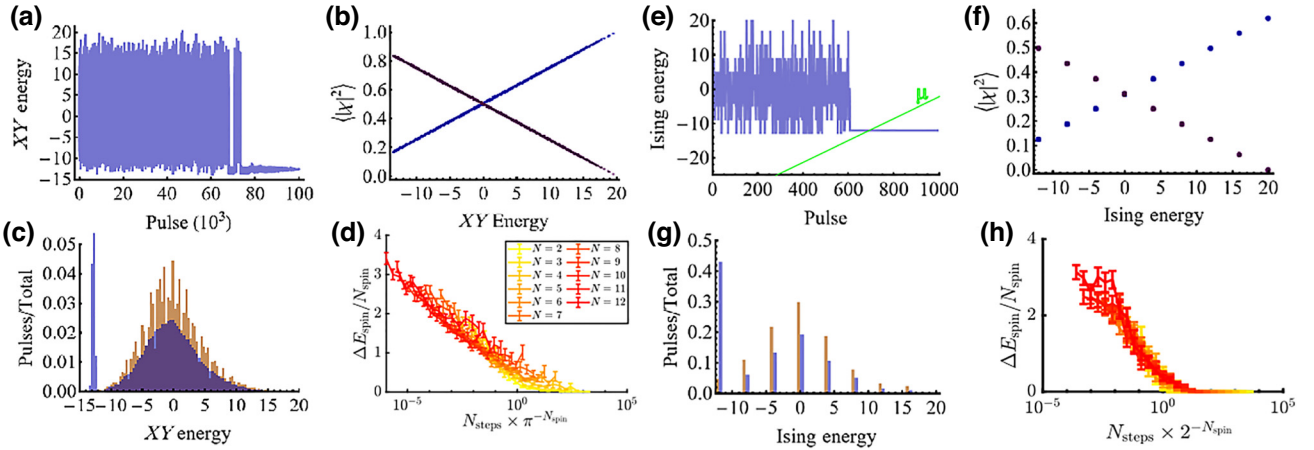 (a)
XY energy
20
15
10
5
0
−5
−10
−15
0 20 40 60 80 100
Pulse (10³)
(b)
⟨|χ|²⟩
1.0
0.8
0.6
0.4
0.2
0.0
−10 −5 0 5 10 15 20
XY Energy
(e)
Ising energy
20
10
0
−10
−20
μ
0 200 400 600 800 1000
Pulse
(f)
⟨|χ|²⟩
0.6
0.5
0.4
0.3
0.2
0.1
0.0
−10 −5 0 5 10 15 20
Ising energy
(c)
Pulses/Total
0.05
0.04
0.03
0.02
0.01
0.00
−15 −10 −5 0 5 10 15 20
XY energy
(d)
ΔE_spin/N_spin
4
3
2
1
0
N = 2
N = 3
N = 4
N = 5
N = 6
N = 7
N = 8
N = 9
N = 10
N = 11
N = 12
10⁻⁵ 10⁰ 10⁵
N_steps × π^−N_spin
(g)
Pulses/Total
0.5
0.4
0.3
0.2
0.1
0.0
−10 −5 0 5 10 15 20
Ising energy
(h)
ΔE_spin/N_spin
4
2
0
10⁻⁵ 10⁰ 10⁵
N_steps × 2^−N_spin